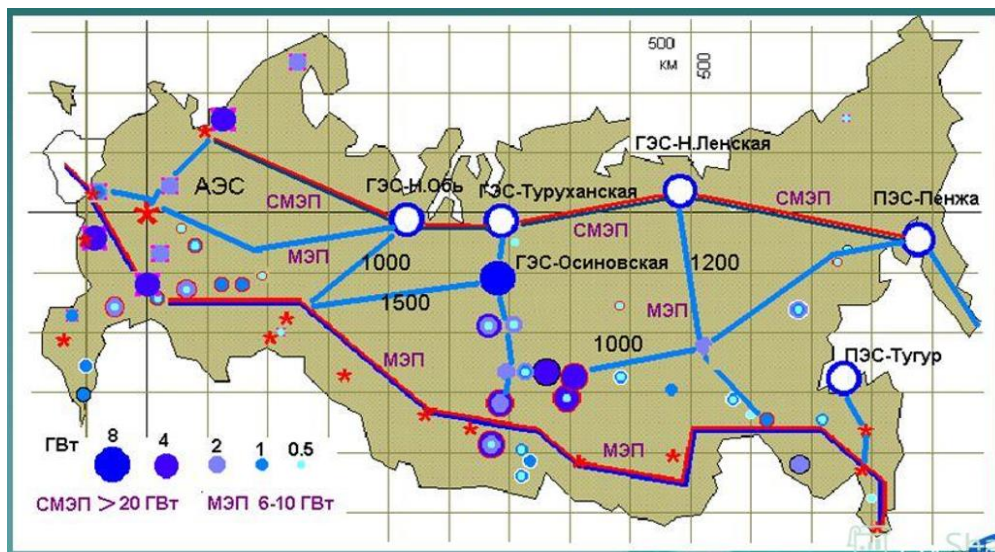 500
км
500
ГЭС-Н.Ленская
АЭС
ГЭС-Н.Обь
ГЭС-Туруханская
ПЭС-Пенжа
СМЭП
СМЭП
СМЭП
МЭП
1000
ГЭС-Осиновская
1200
1500
МЭП
1000
МЭП
ПЭС-Тугур
ГВт
8
4
2
1
0.5
МЭП
СМЭП > 20 ГВт
МЭП 6-10 ГВт